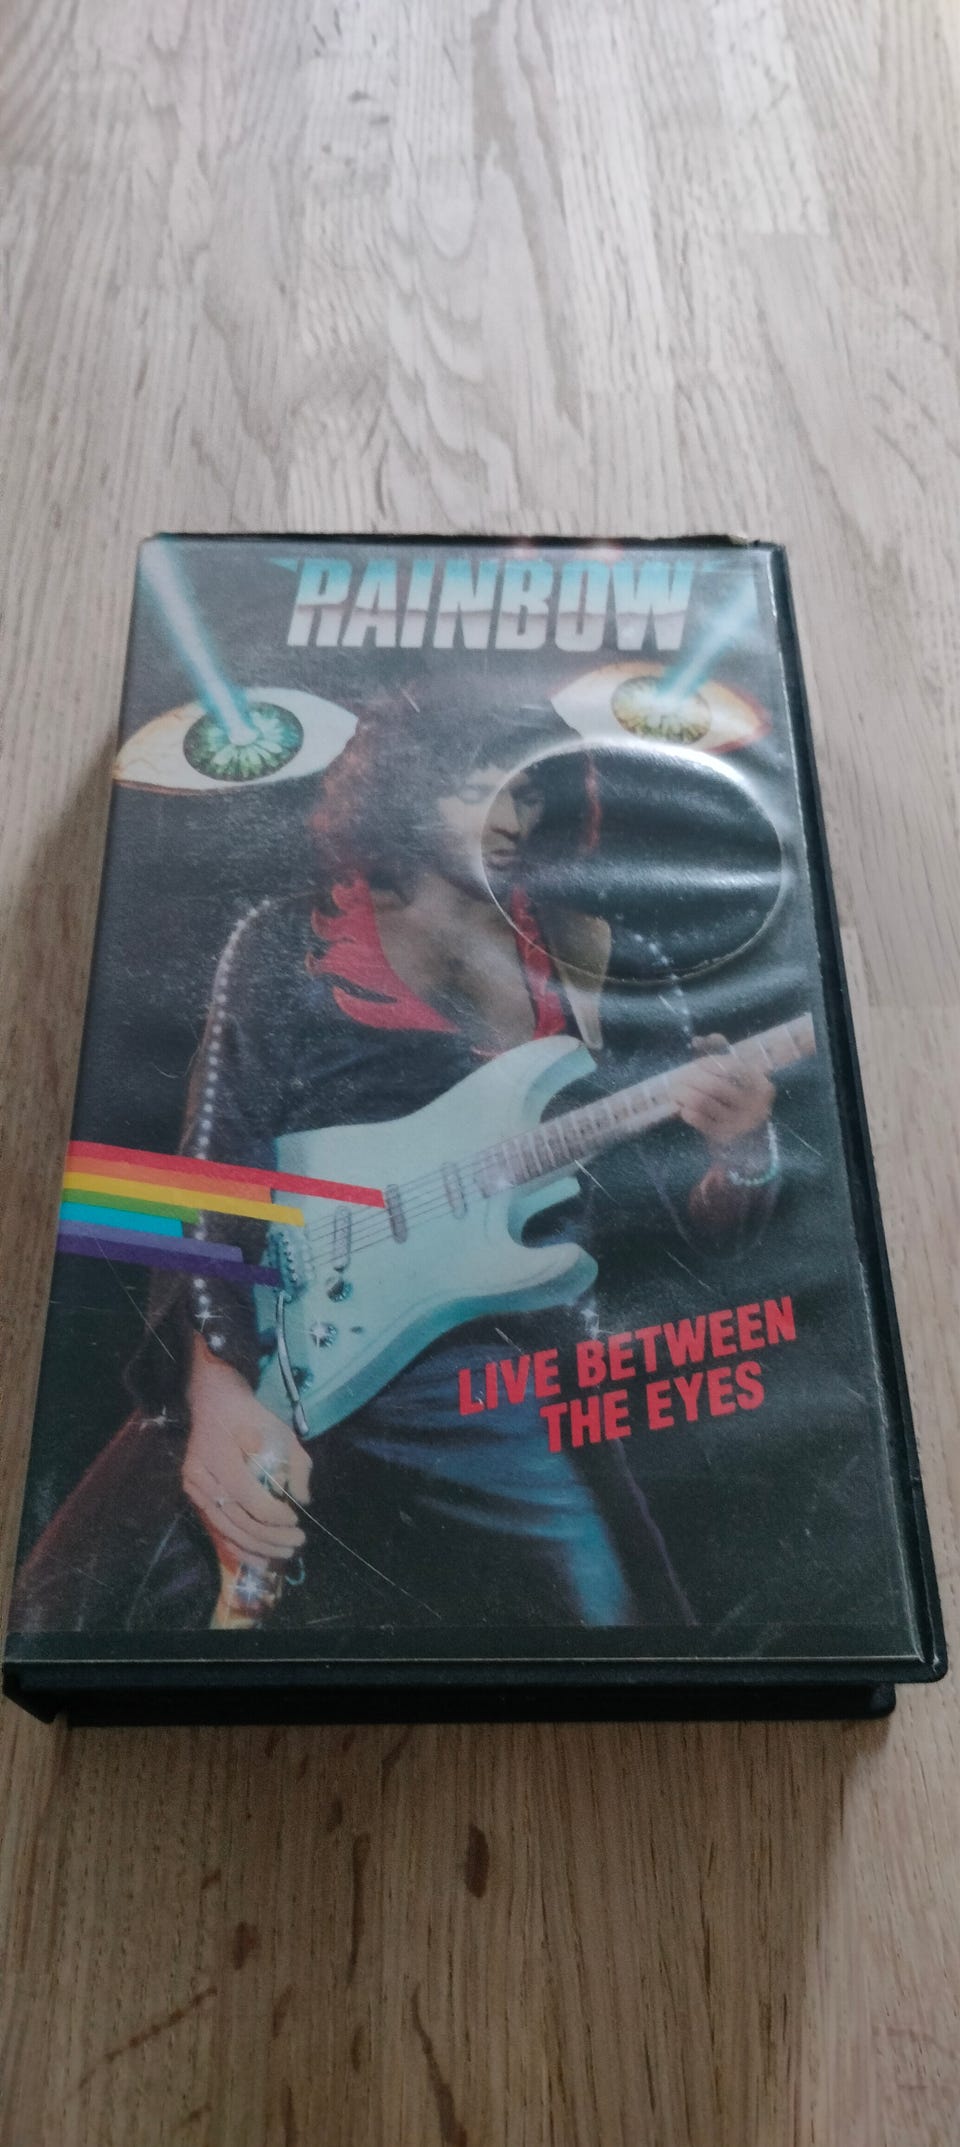 RAINBOW
LIVE BETWEEN
THE EYES